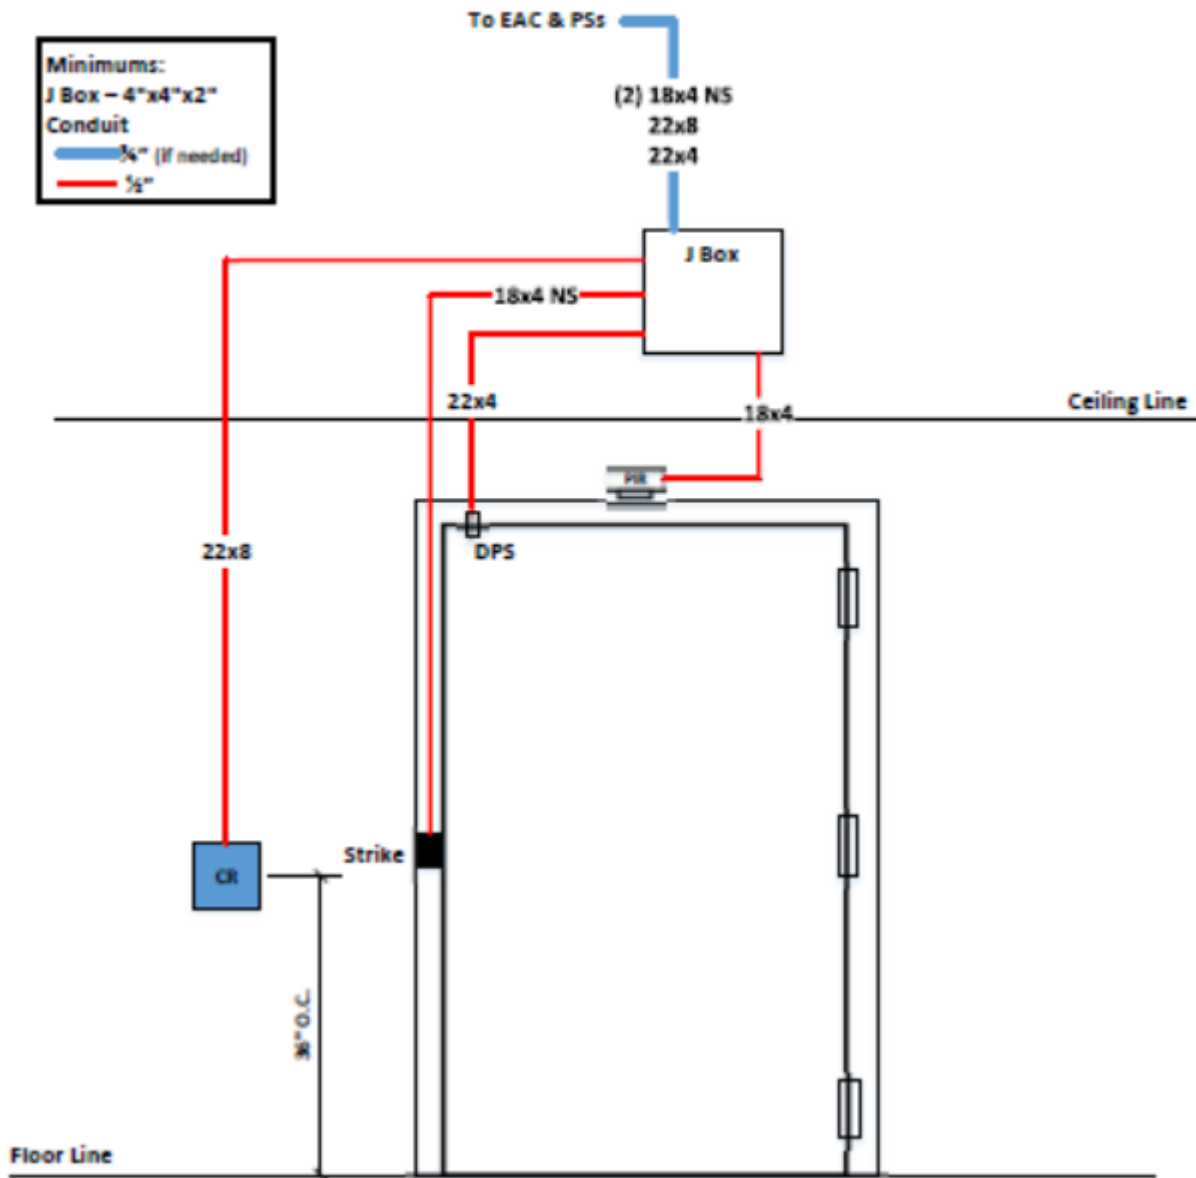 To EAC & PSs
Minimums:
J Box – 4"x4"x2"
Conduit
¾" (if needed)
½"
(2) 18x4 NS
22x8
22x4
J Box
18x4 NS
22x4
18x4
Ceiling Line
PIR
22x8
DPS
Strike
CR
36" O.C.
Floor Line